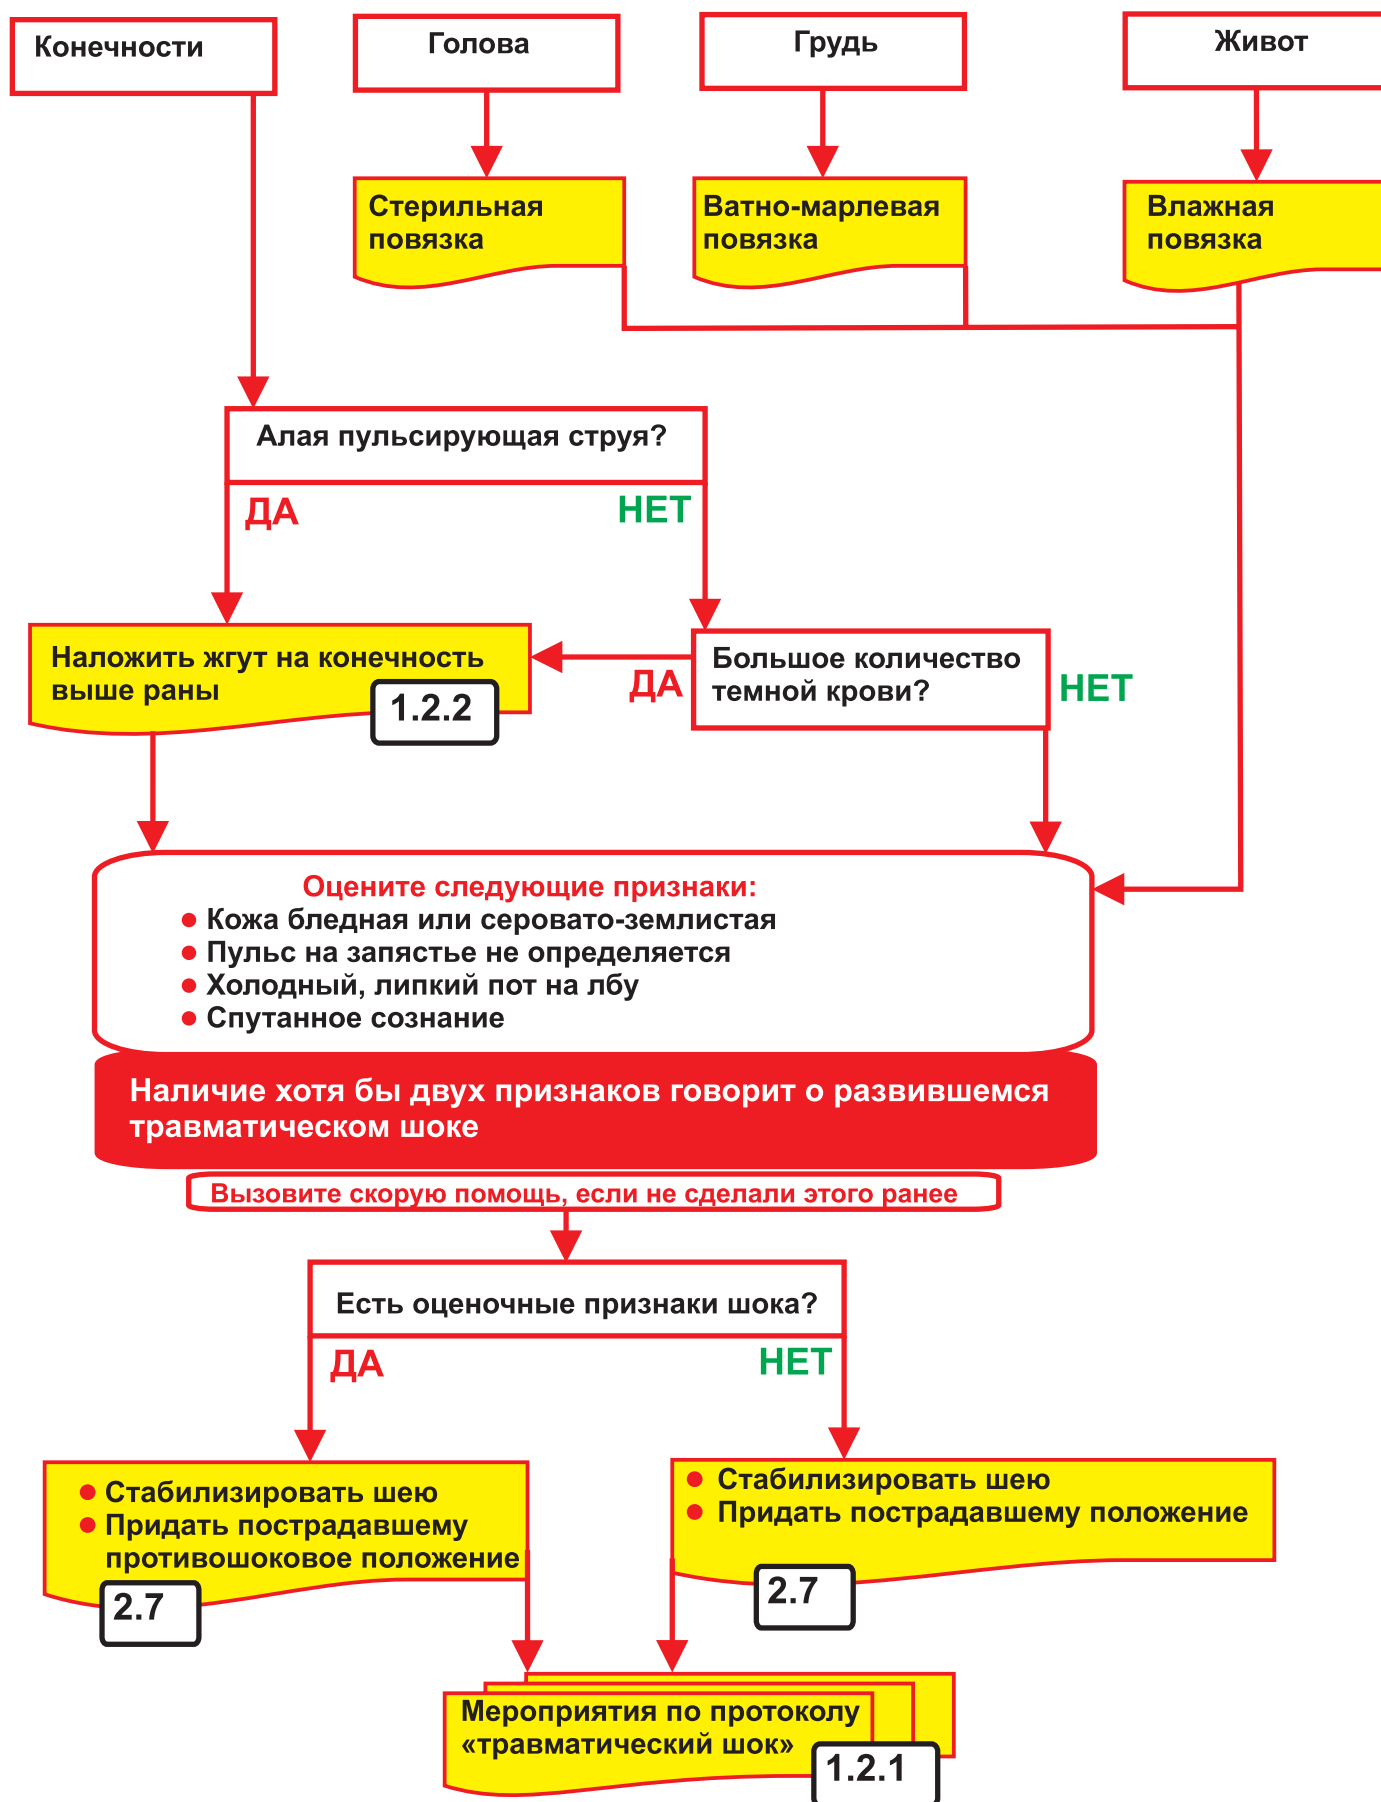 Конечности
Голова
Грудь
Живот
Стерильная
повязка
Ватно-марлевая
повязка
Влажная
повязка
Алая пульсирующая струя?
ДА
НЕТ
Наложить жгут на конечность
выше раны
1.2.2
ДА
Большое количество
темной крови?
НЕТ
Оцените следующие признаки:
Кожа бледная или серовато-землистая
Пульс на запястье не определяется
Холодный, липкий пот на лбу
Спутанное сознание
Наличие хотя бы двух признаков говорит о развившемся
травматическом шоке
Вызовите скорую помощь, если не сделали этого ранее
Есть оценочные признаки шока?
ДА
НЕТ
Стабилизировать шею
Придать пострадавшему
противошоковое положение
2.7
Стабилизировать шею
Придать пострадавшему положение
2.7
Мероприятия по протоколу
«травматический шок»
1.2.1